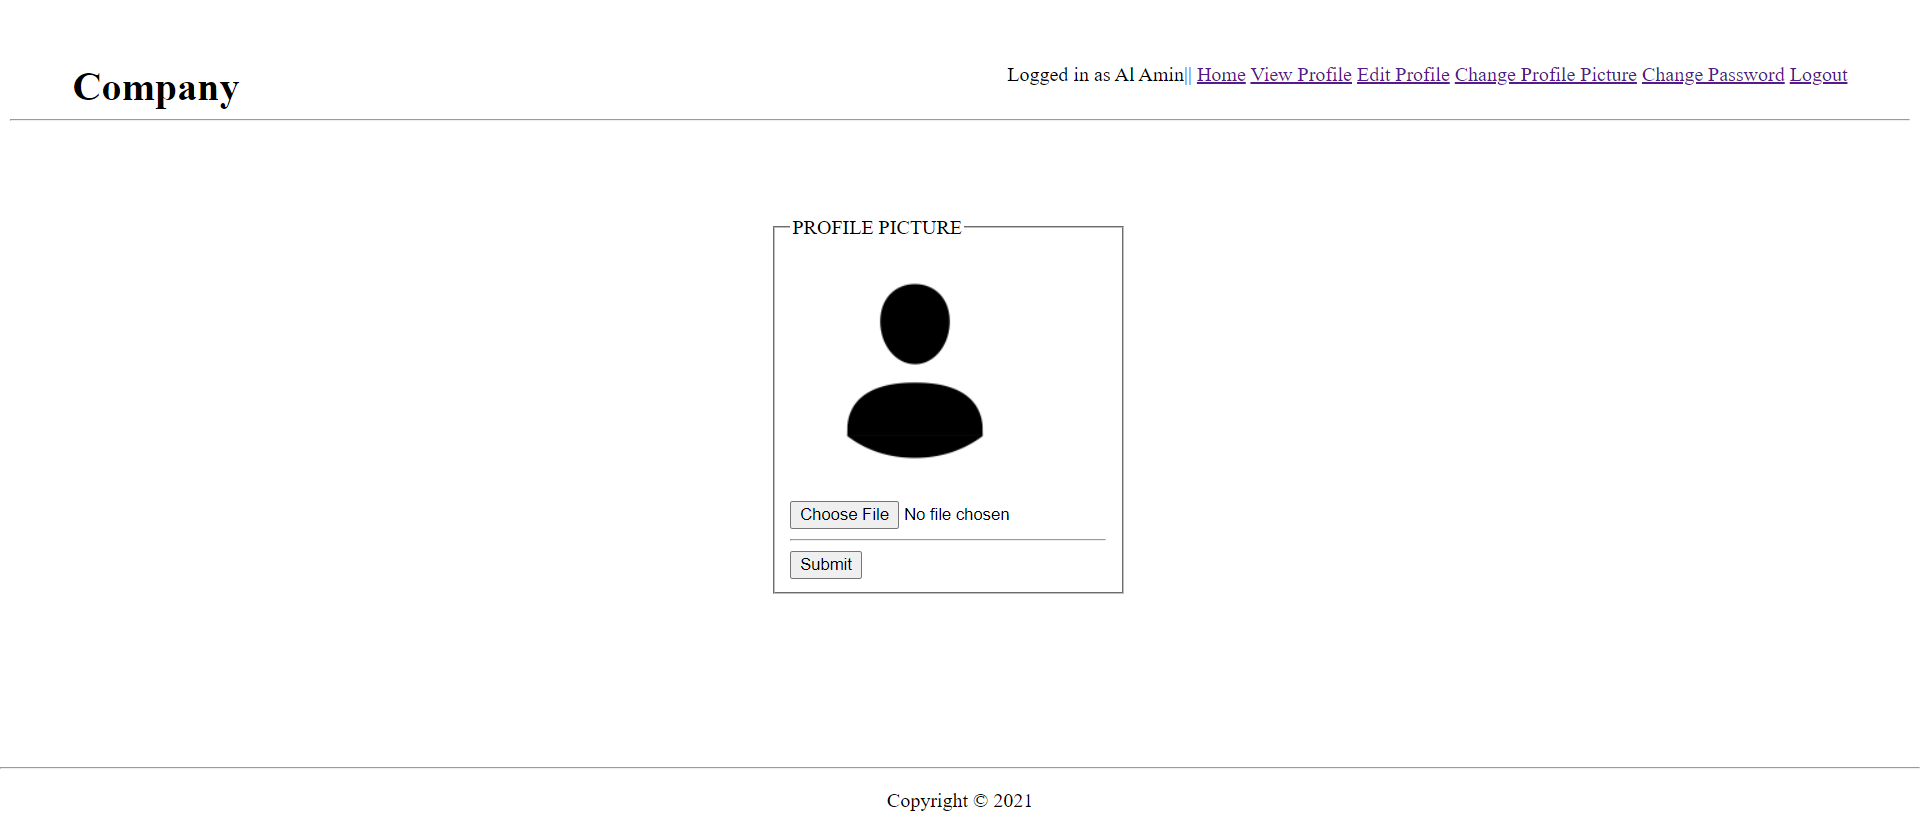 Company
Logged in as Al Amin|| Home View Profile Edit Profile Change Profile Picture Change Password Logout
PROFILE PICTURE
Choose File No file chosen
Submit
Copyright © 2021